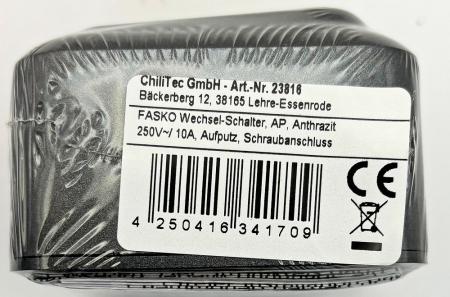 ChiliTec GmbH - Art.-Nr. 23816
Bäckerberg 12, 38165 Lehre-Essenrode
FASKO Wechsel-Schalter, AP, Anthrazit
250V~/ 10A, Aufputz, Schraubanschluss
CE
4 250416 341709